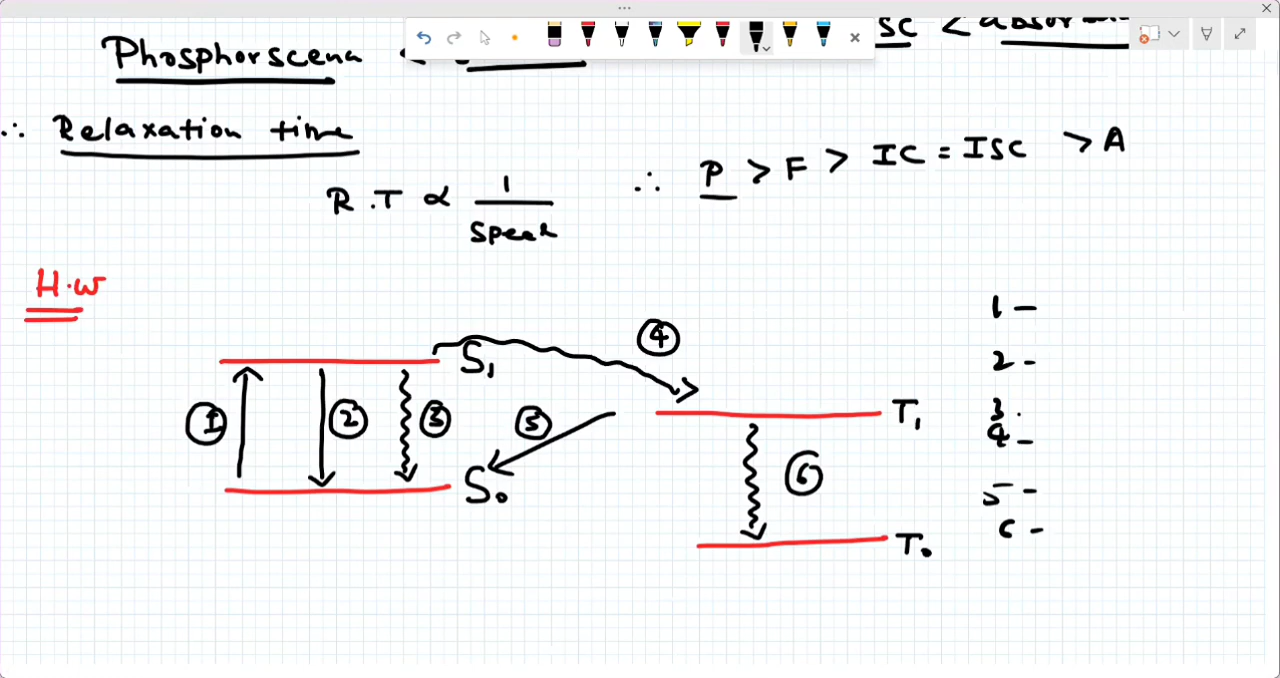 sc < absor
Phosphorscena <
∴ Relaxation time
R.T ∝ 1/speed
∴ P > F > IC = ISC > A
H.W
1 –
④
S₁
2 -
① ② ③ ⑤
T₁
3 .
4 -
S₀
⑥
5 -
6 -
T₀